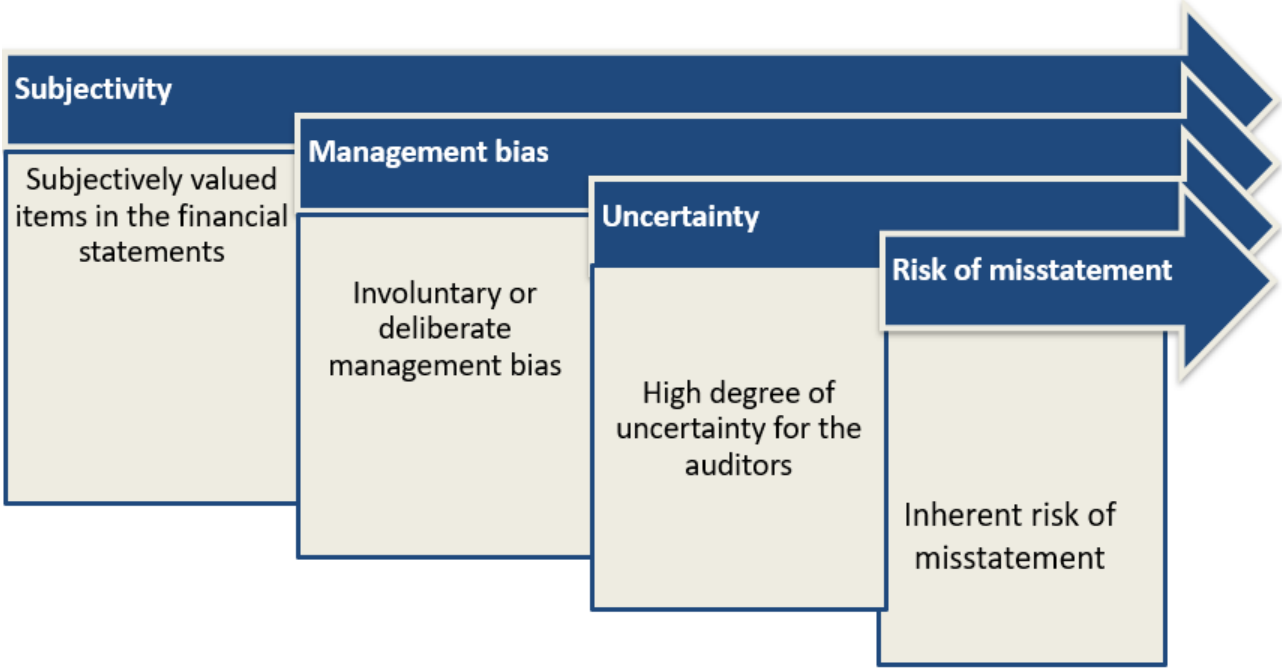 Subjectivity
Subjectively valued
items in the financial
statements
Management bias
Involuntary or
deliberate
management bias
Uncertainty
High degree of
uncertainty for the
auditors
Risk of misstatement
Inherent risk of
misstatement